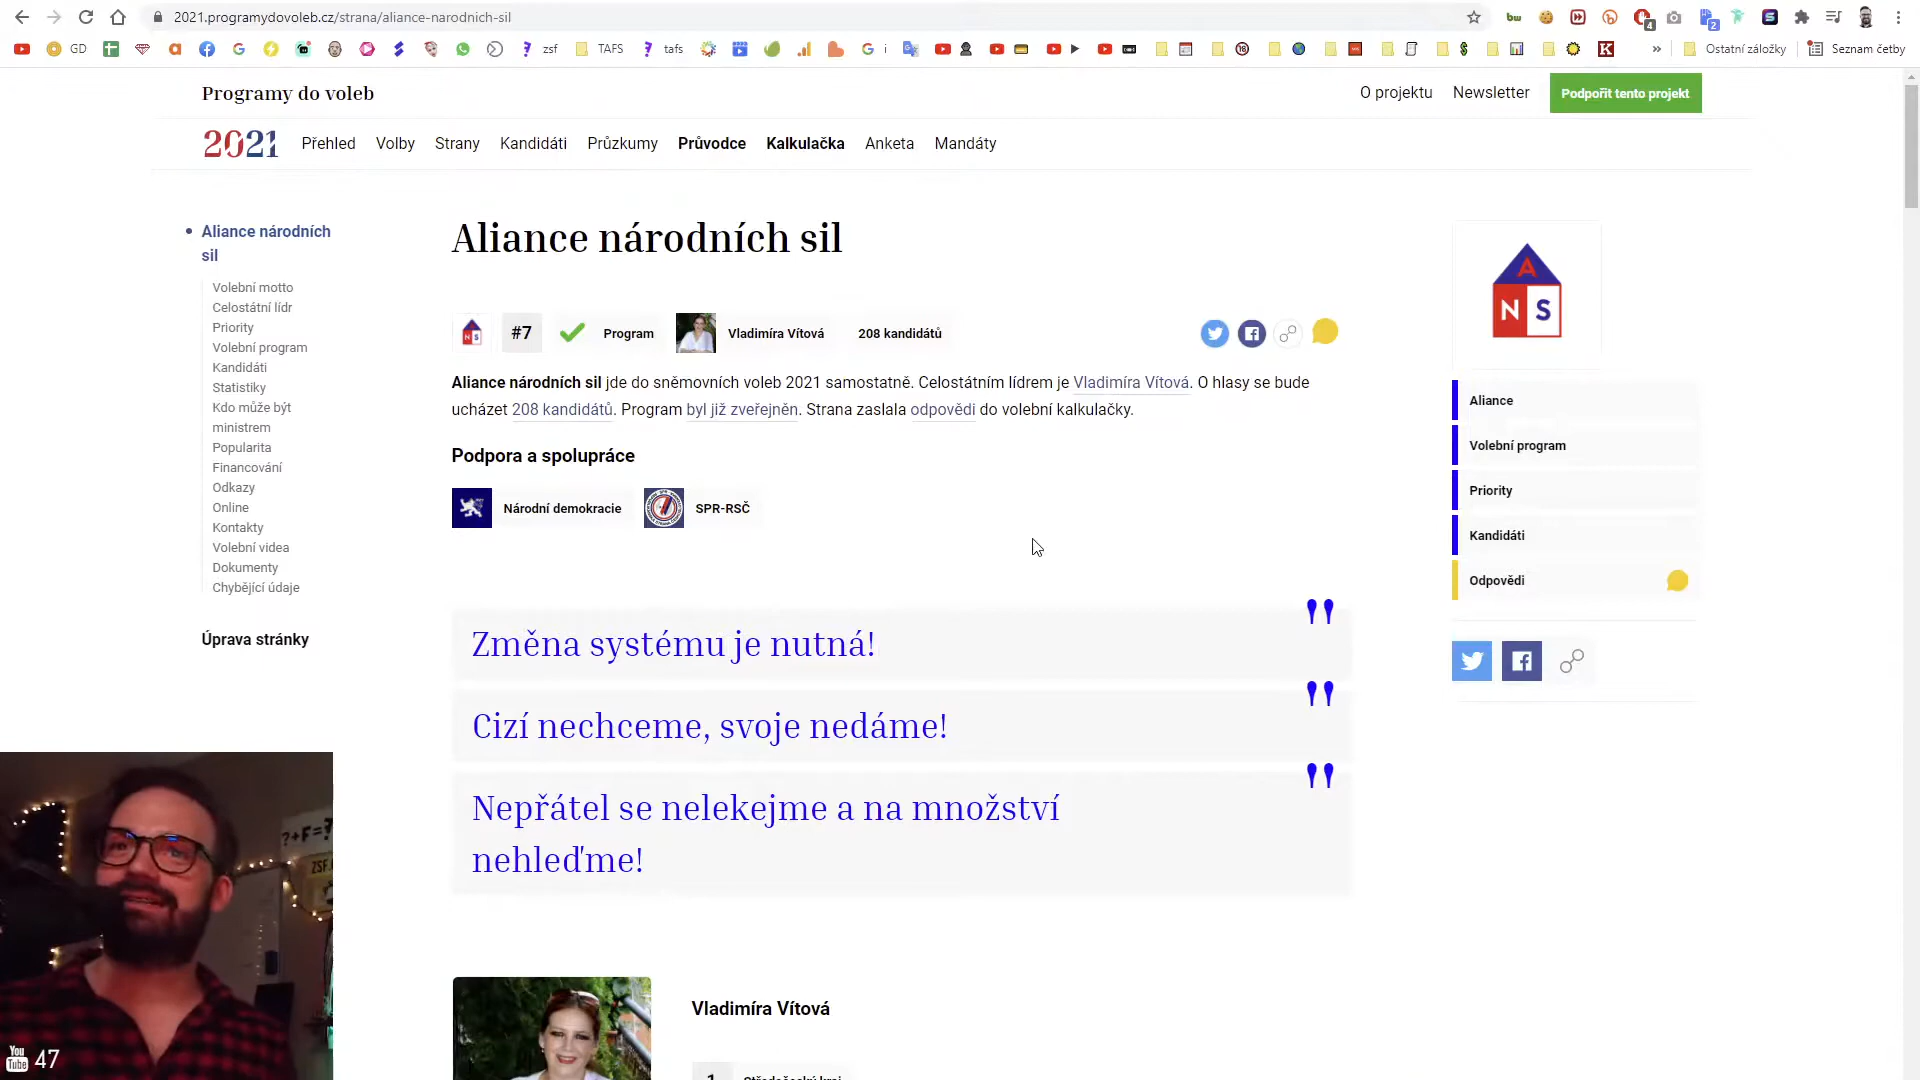 2021.programydovoleb.cz/strana/aliance-narodnich-sil
GD
zsf
TAFS
tafs
i
»
Ostatní záložky
Seznam četby
Programy do voleb
O projektu
Newsletter
Podpořit tento projekt
2021
Přehled
Volby
Strany
Kandidáti
Průzkumy
Průvodce
Kalkulačka
Anketa
Mandáty
Aliance národních
sil
Volební motto
Celostátní lídr
Priority
Volební program
Kandidáti
Statistiky
Kdo může být
ministrem
Popularita
Financování
Odkazy
Online
Kontakty
Volební videa
Dokumenty
Chybějící údaje
Úprava stránky
Aliance národních sil
#7
Program
Vladimíra Vítová
208 kandidátů
Aliance národních sil jde do sněmovních voleb 2021 samostatně. Celostátním lídrem je Vladimíra Vítová. O hlasy se bude
ucházet 208 kandidátů. Program byl již zveřejněn. Strana zaslala odpovědi do volební kalkulačky.
Podpora a spolupráce
Národní demokracie
SPR-RSČ
Změna systému je nutná!
Cizí nechceme, svoje nedáme!
Nepřátel se nelekejme a na množství
nehleďme!
Vladimíra Vítová
1
Středočeský kraj
A
N S
Aliance
Volební program
Priority
Kandidáti
Odpovědi
?+F=?
ZSF
You
Tube 47